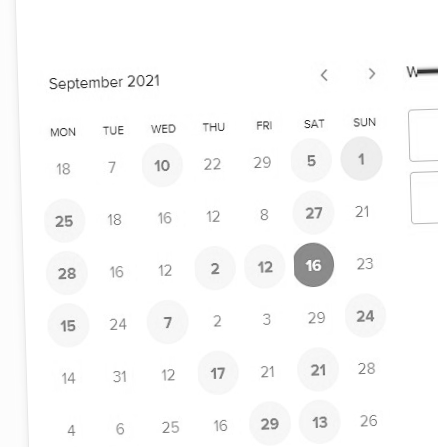 September 2021 < >
W
MON TUE WED THU FRI SAT SUN
18 7 10 22 29 5 1
25 18 16 12 8 27 21
28 16 12 2 12 16 23
15 24 7 2 3 29 24
14 31 12 17 21 21 28
4 6 25 16 29 13 26